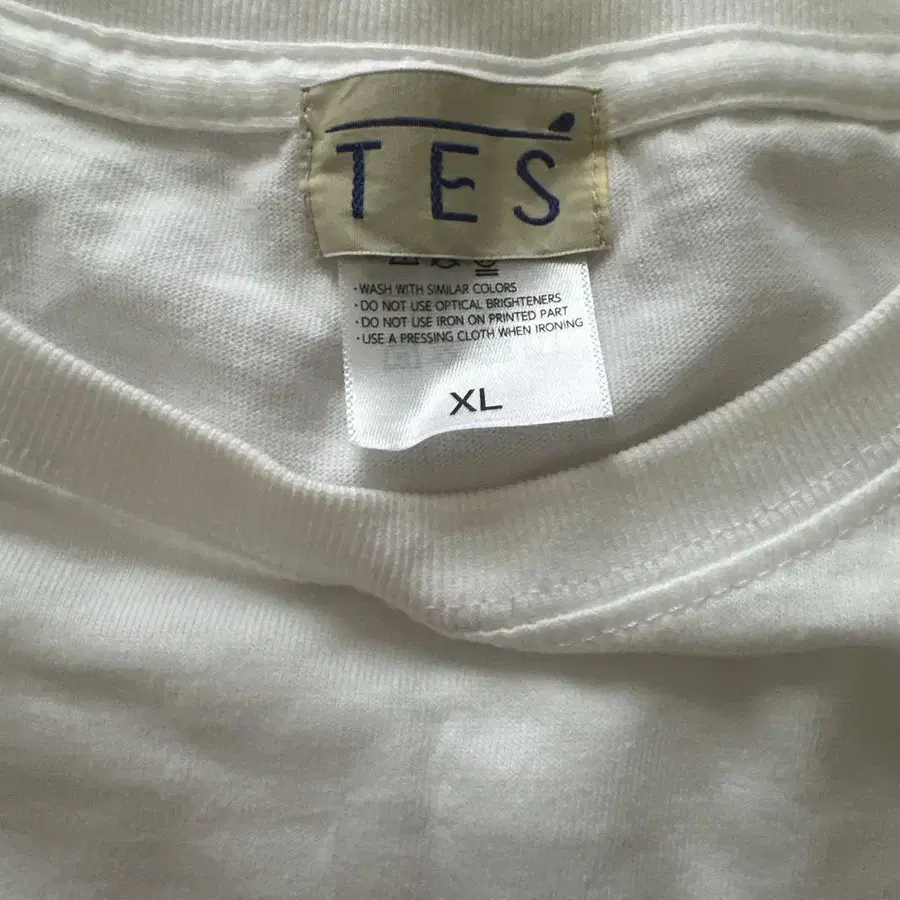 TES
· WASH WITH SIMILAR COLORS
· DO NOT USE OPTICAL BRIGHTENERS
· DO NOT USE IRON ON PRINTED PART
· USE A PRESSING CLOTH WHEN IRONING
XL